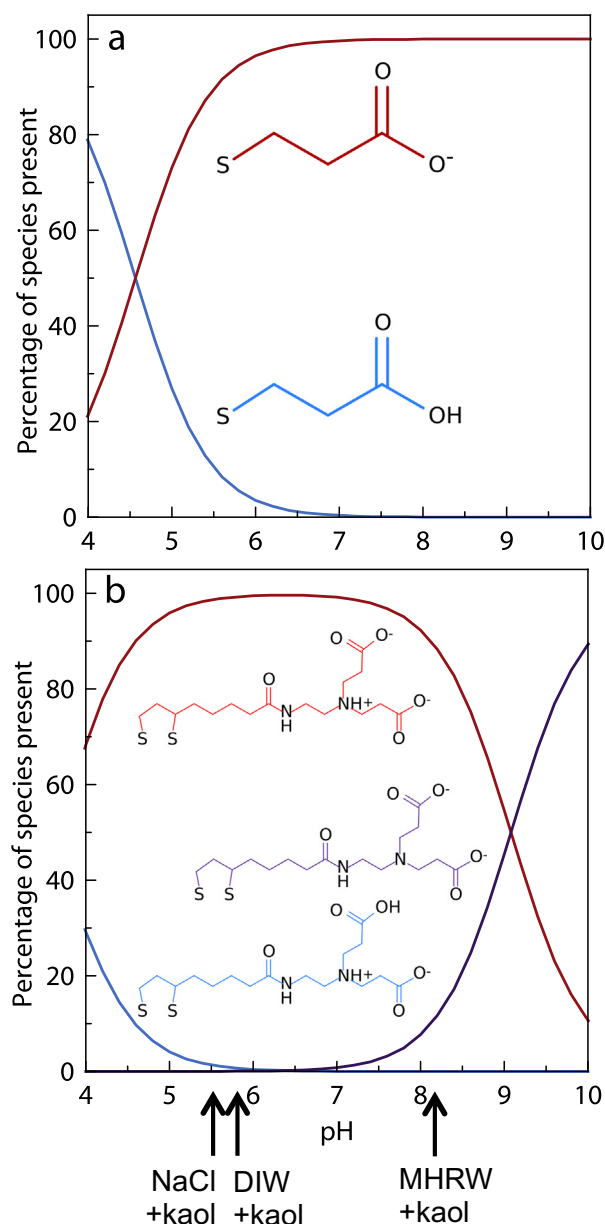 a
Percentage of species present
100
80
60
40
20
0
O
S
O-
O
S
OH
4
5
6
7
8
9
10
b
Percentage of species present
100
80
60
40
20
0
O
O-
O
N
H
NH+
O-
O
S
S
O
O-
O
N
H
N
O-
O
S
S
O
OH
O
N
H
NH+
O-
O
S
S
4
5
6
7
8
9
10
pH
NaCl
+kaol
DIW
+kaol
MHRW
+kaol